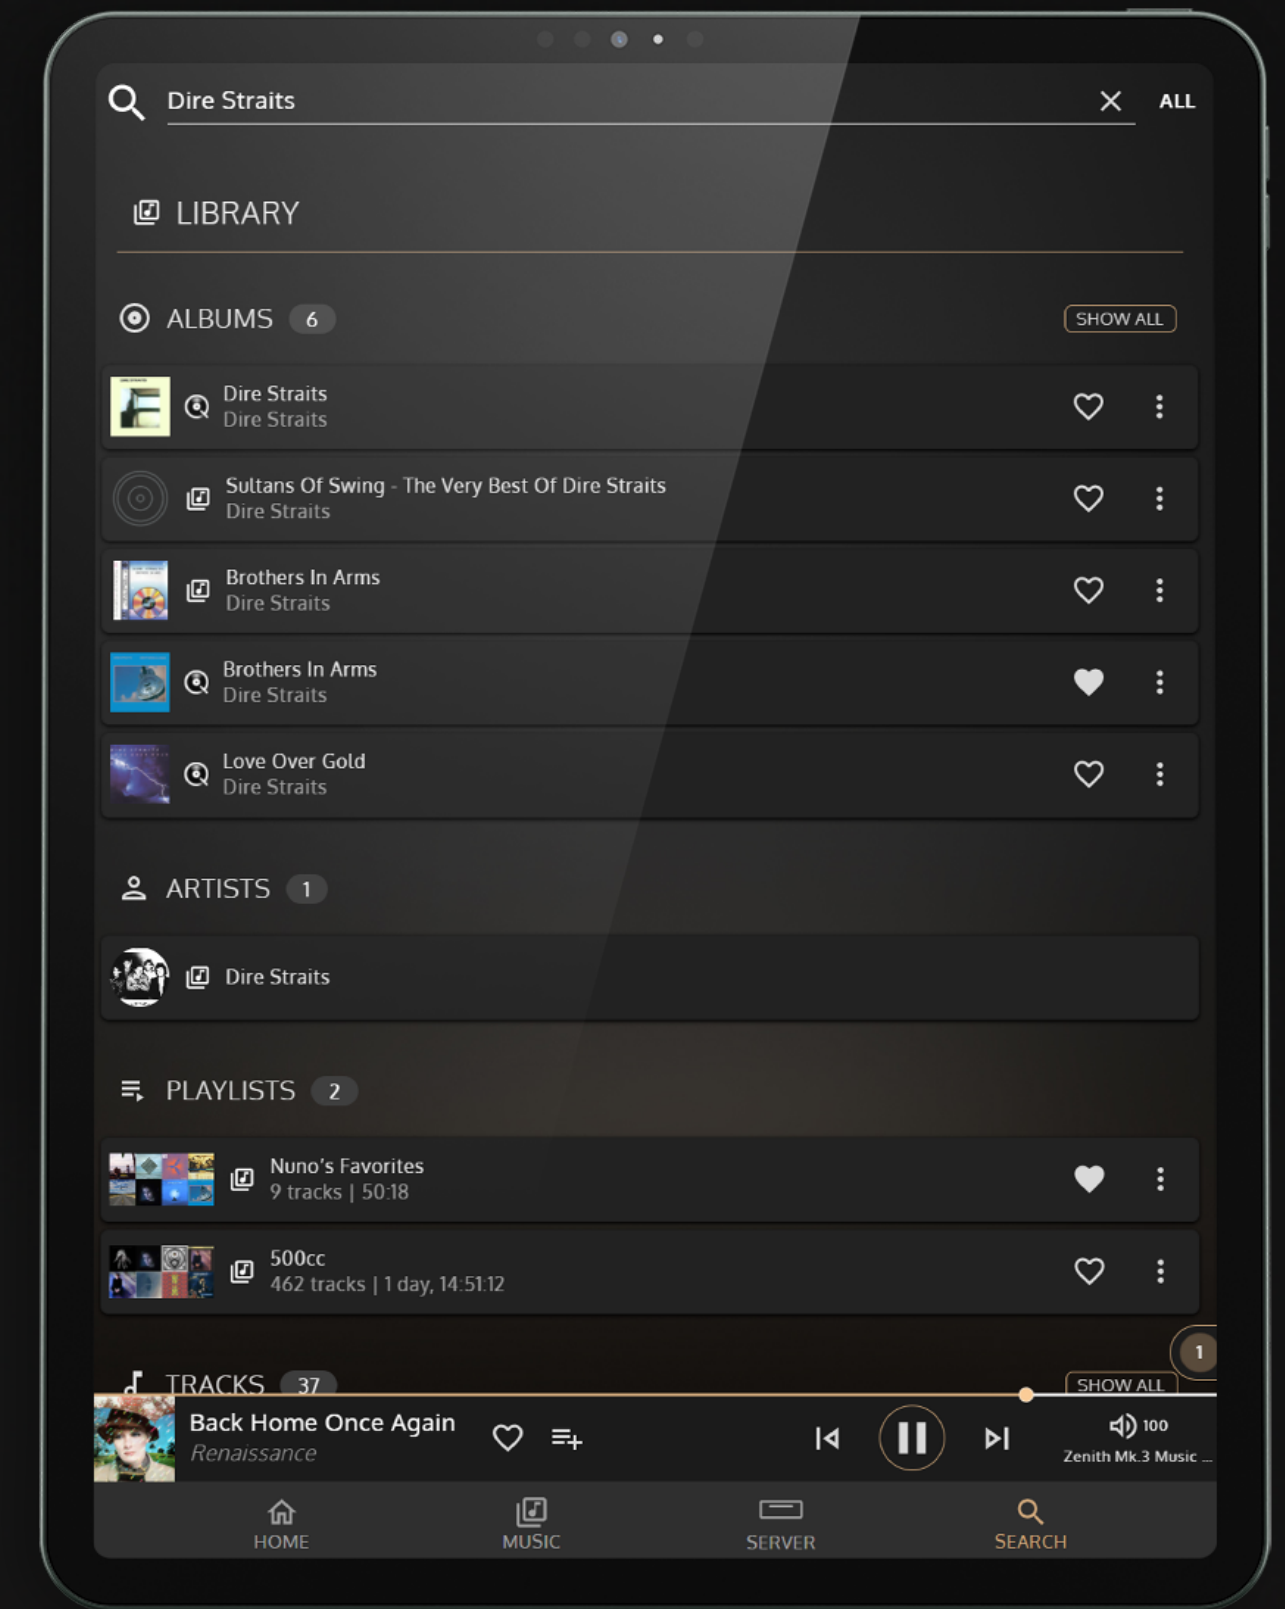 Dire Straits
ALL
LIBRARY
ALBUMS 6
SHOW ALL
Dire Straits
Dire Straits
Sultans Of Swing - The Very Best Of Dire Straits
Dire Straits
Brothers In Arms
Dire Straits
Brothers In Arms
Dire Straits
Love Over Gold
Dire Straits
ARTISTS 1
Dire Straits
PLAYLISTS 2
Nuno's Favorites
9 tracks | 50:18
500cc
462 tracks | 1 day, 14:51:12
1
TRACKS 37
SHOW ALL
Back Home Once Again
Renaissance
100
Zenith Mk.3 Music ...
HOME
MUSIC
SERVER
SEARCH